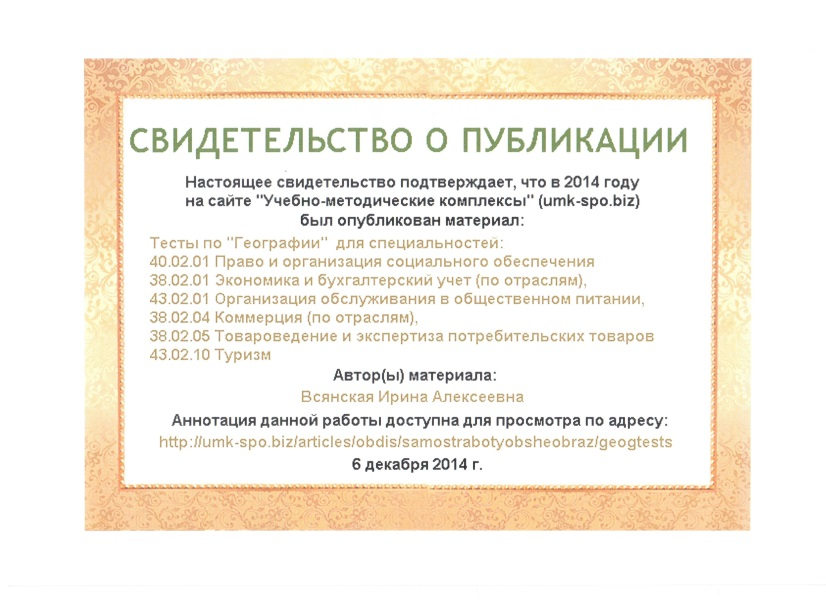 СВИДЕТЕЛЬСТВО О ПУБЛИКАЦИИ
Настоящее свидетельство подтверждает, что в 2014 году
на сайте "Учебно-методические комплексы" (umk-spo.biz)
был опубликован материал:
Тесты по "Географии" для специальностей:
40.02.01 Право и организация социального обеспечения
38.02.01 Экономика и бухгалтерский учет (по отраслям),
43.02.01 Организация обслуживания в общественном питании,
38.02.04 Коммерция (по отраслям),
38.02.05 Товароведение и экспертиза потребительских товаров
43.02.10 Туризм
Автор(ы) материала:
Всянская Ирина Алексеевна
Аннотация данной работы доступна для просмотра по адресу:
http://umk-spo.biz/articles/obdis/samostrabotyobsheobraz/geogtests
6 декабря 2014 г.